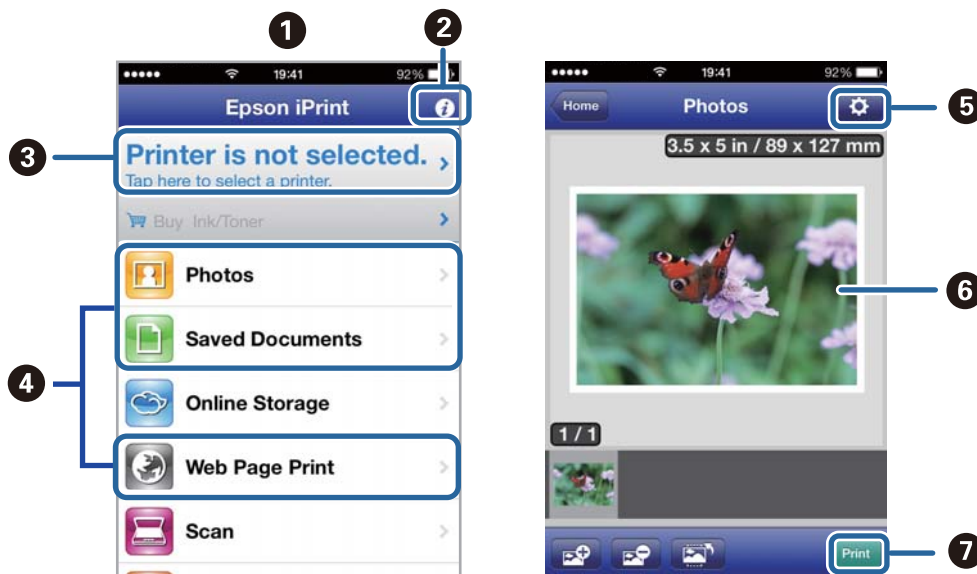 1
2
19:41 92%
Epson iPrint
3
Printer is not selected.
Tap here to select a printer.
Buy Ink/Toner
Photos
Saved Documents
4
Online Storage
Web Page Print
Scan
19:41 92%
Home Photos
5
3.5 x 5 in / 89 x 127 mm
6
1 / 1
Print
7